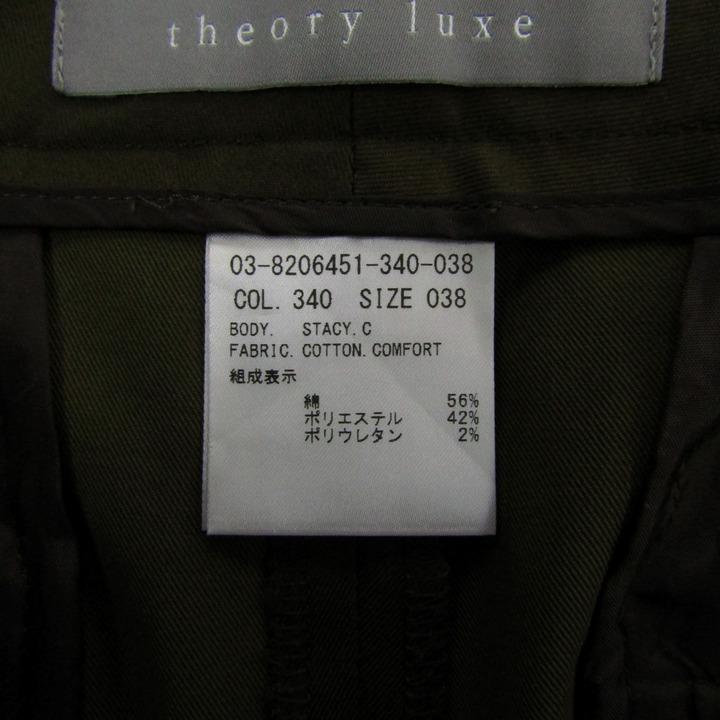 theory luxe
03-8206451-340-038
COL. 340 SIZE 038
BODY. STACY.C
FABRIC. COTTON.COMFORT
組成表示
綿 56%
ポリエステル 42%
ポリウレタン 2%